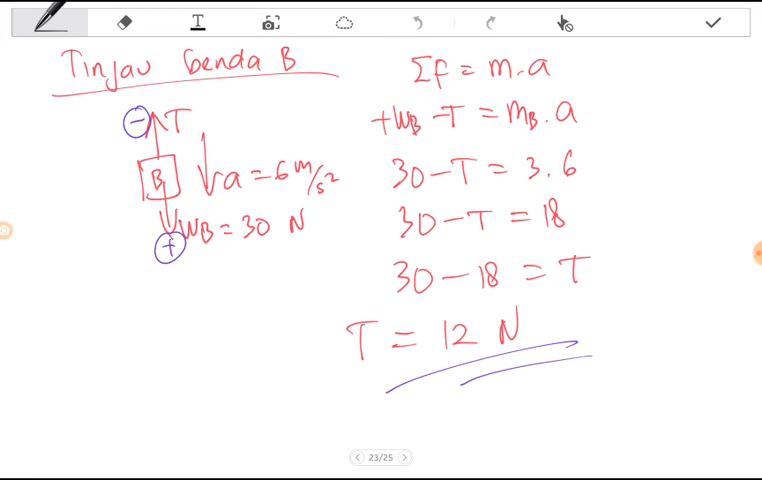 T
Tinjau benda B
⊖ T
B
a = 6 m/s²
WB = 30 N
⊕
Σf = m.a
+WB - T = mB . a
30 - T = 3.6
30 - T = 18
30 - 18 = T
T = 12 N
23/25